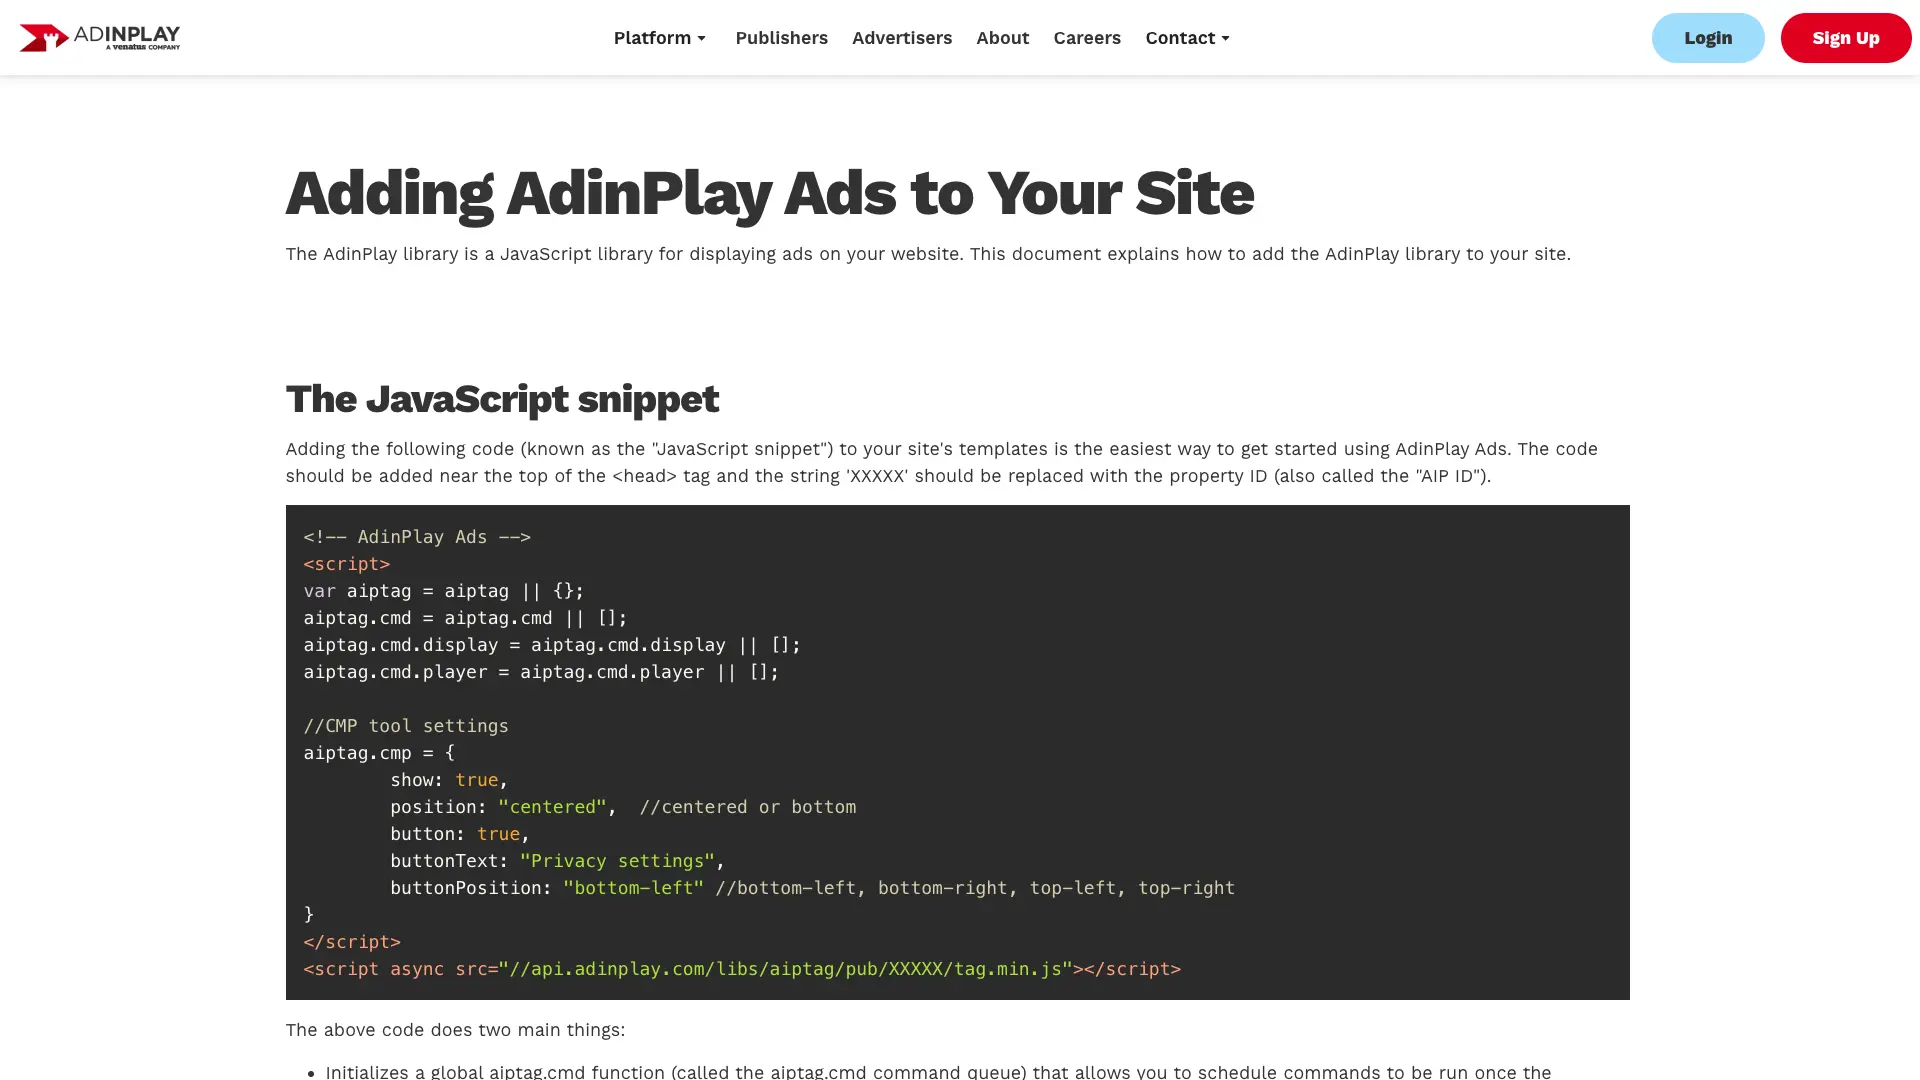 ADINPLAY
A venatus COMPANY
Platform Publishers Advertisers About Careers Contact
Login
Sign Up
Adding AdinPlay Ads to Your Site
The AdinPlay library is a JavaScript library for displaying ads on your website. This document explains how to add the AdinPlay library to your site.
The JavaScript snippet
Adding the following code (known as the "JavaScript snippet") to your site's templates is the easiest way to get started using AdinPlay Ads. The code
should be added near the top of the <head> tag and the string 'XXXXX' should be replaced with the property ID (also called the "AIP ID").
<!-- AdinPlay Ads -->
<script>
var aiptag = aiptag || {};
aiptag.cmd = aiptag.cmd || [];
aiptag.cmd.display = aiptag.cmd.display || [];
aiptag.cmd.player = aiptag.cmd.player || [];
//CMP tool settings
aiptag.cmp = {
show: true,
position: "centered",  //centered or bottom
button: true,
buttonText: "Privacy settings",
buttonPosition: "bottom-left" //bottom-left, bottom-right, top-left, top-right
}
</script>
<script async src="//api.adinplay.com/libs/aiptag/pub/XXXXX/tag.min.js"></script>
The above code does two main things:
• Initializes a global aiptag.cmd function (called the aiptag.cmd command queue) that allows you to schedule commands to be run once the